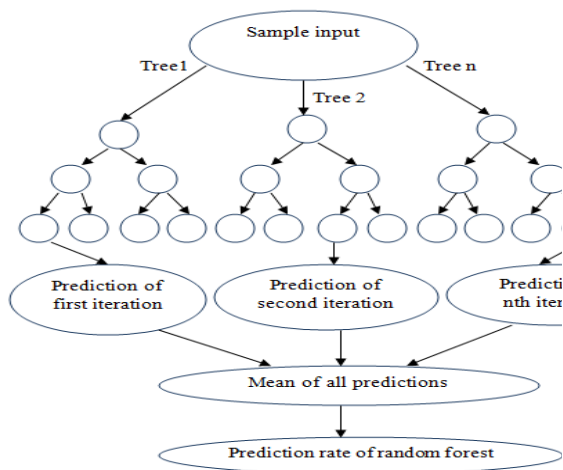 Sample input
Tree1
Tree 2
Tree n
Prediction of
first iteration
Prediction of
second iteration
nth
Mean of all predictions
Prediction rate of random forest